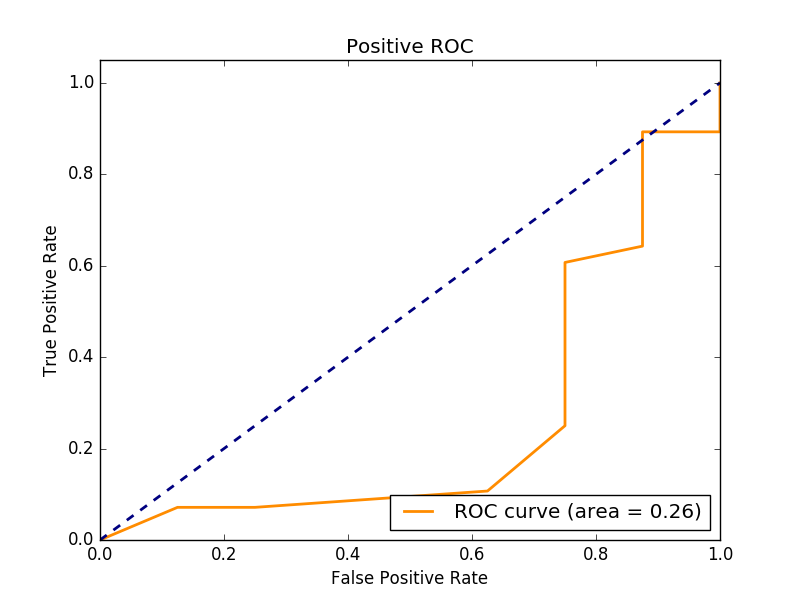 Positive ROC
True Positive Rate
1.0
0.8
0.6
0.4
0.2
0.0
ROC curve (area = 0.26)
0.0 0.2 0.4 0.6 0.8 1.0
False Positive Rate